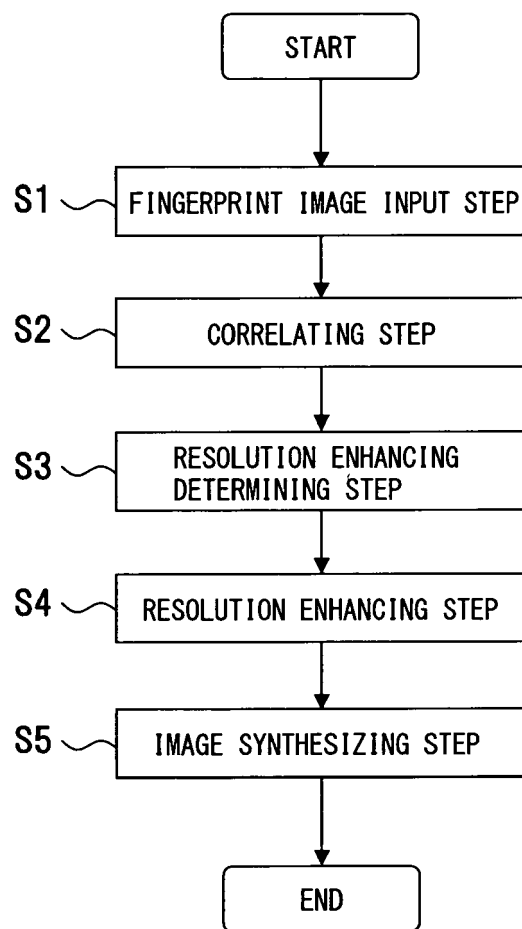 START
S1 FINGERPRINT IMAGE INPUT STEP
S2 CORRELATING STEP
S3 RESOLUTION ENHANCING
DETERMINING STEP
S4 RESOLUTION ENHANCING STEP
S5 IMAGE SYNTHESIZING STEP
END